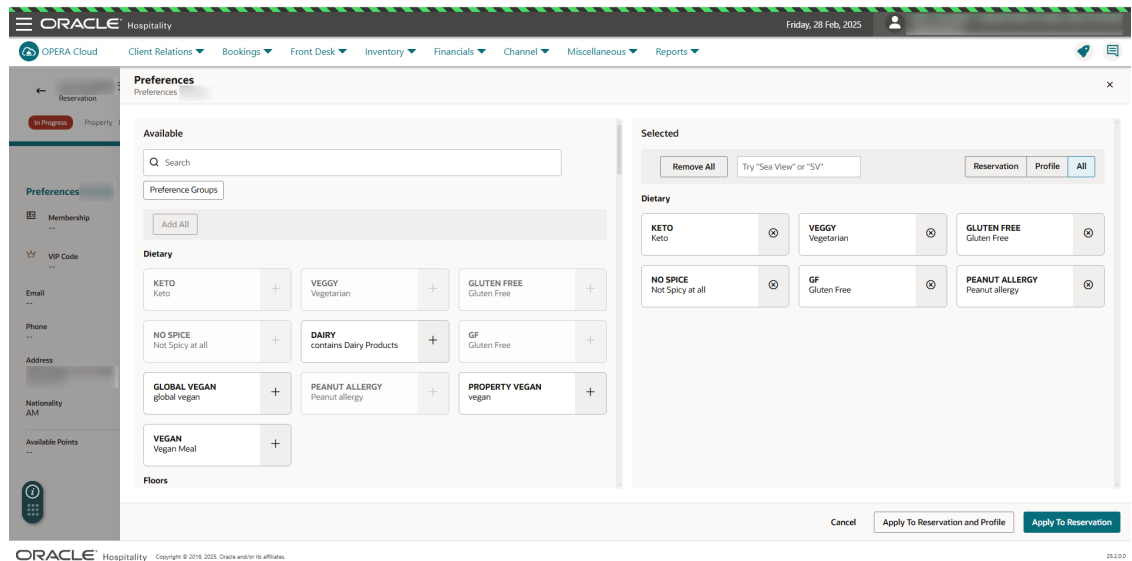 ORACLE Hospitality
Friday, 28 Feb, 2025
OPERA Cloud Client Relations Bookings Front Desk Inventory Financials Channel Miscellaneous Reports
Reservation
In Progress Property
Preferences
Membership
--
VIP Code
--
Email
--
Phone
--
Address
Nationality
AM
Available Points
--
Preferences
Preferences
×
Available
Search
Preference Groups
Add All
Dietary
KETO
Keto
VEGGY
Vegetarian
GLUTEN FREE
Gluten Free
NO SPICE
Not Spicy at all
DAIRY
contains Dairy Products
GF
Gluten Free
GLOBAL VEGAN
global vegan
PEANUT ALLERGY
Peanut allergy
PROPERTY VEGAN
vegan
VEGAN
Vegan Meal
Floors
Selected
Remove All Try "Sea View" or "SV" Reservation Profile All
Dietary
KETO
Keto
VEGGY
Vegetarian
GLUTEN FREE
Gluten Free
NO SPICE
Not Spicy at all
GF
Gluten Free
PEANUT ALLERGY
Peanut allergy
Cancel Apply To Reservation and Profile Apply To Reservation
ORACLE Hospitality Copyright © 2016, 2025, Oracle and/or its affiliates.
25.2.0.0